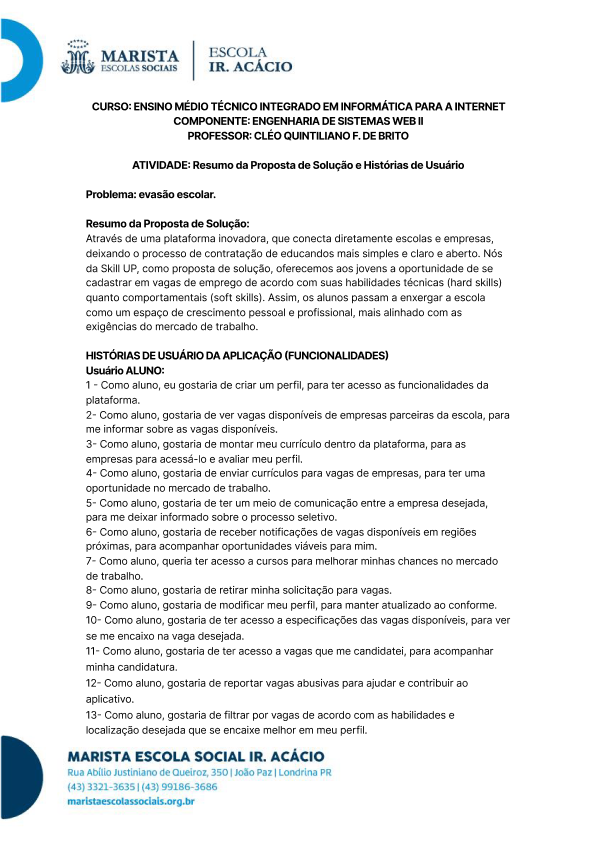 MARISTA
ESCOLAS SOCIAIS
ESCOLA
IR. ACÁCIO
CURSO: ENSINO MÉDIO TÉCNICO INTEGRADO EM INFORMÁTICA PARA A INTERNET
COMPONENTE: ENGENHARIA DE SISTEMAS WEB II
PROFESSOR: CLÉO QUINTILIANO F. DE BRITO
ATIVIDADE: Resumo da Proposta de Solução e Histórias de Usuário
Problema: evasão escolar.
Resumo da Proposta de Solução:
Através de uma plataforma inovadora, que conecta diretamente escolas e empresas,
deixando o processo de contratação de educandos mais simples e claro e aberto. Nós
da Skill UP, como proposta de solução, oferecemos aos jovens a oportunidade de se
cadastrar em vagas de emprego de acordo com suas habilidades técnicas (hard skills)
quanto comportamentais (soft skills). Assim, os alunos passam a enxergar a escola
como um espaço de crescimento pessoal e profissional, mais alinhado com as
exigências do mercado de trabalho.
HISTÓRIAS DE USUÁRIO DA APLICAÇÃO (FUNCIONALIDADES)
Usuário ALUNO:
1 - Como aluno, eu gostaria de criar um perfil, para ter acesso as funcionalidades da
plataforma.
2- Como aluno, gostaria de ver vagas disponíveis de empresas parceiras da escola, para
me informar sobre as vagas disponíveis.
3- Como aluno, gostaria de montar meu currículo dentro da plataforma, para as
empresas para acessá-lo e avaliar meu perfil.
4- Como aluno, gostaria de enviar currículos para vagas de empresas, para ter uma
oportunidade no mercado de trabalho.
5- Como aluno, gostaria de ter um meio de comunicação entre a empresa desejada,
para me deixar informado sobre o processo seletivo.
6- Como aluno, gostaria de receber notificações de vagas disponíveis em regiões
próximas, para acompanhar oportunidades viáveis para mim.
7- Como aluno, queria ter acesso a cursos para melhorar minhas chances no mercado
de trabalho.
8- Como aluno, gostaria de retirar minha solicitação para vagas.
9- Como aluno, gostaria de modificar meu perfil, para manter atualizado ao conforme.
10- Como aluno, gostaria de ter acesso a especificações das vagas disponíveis, para ver
se me encaixo na vaga desejada.
11- Como aluno, gostaria de ter acesso a vagas que me candidatei, para acompanhar
minha candidatura.
12- Como aluno, gostaria de reportar vagas abusivas para ajudar e contribuir ao
aplicativo.
13- Como aluno, gostaria de filtrar por vagas de acordo com as habilidades e
localização desejada que se encaixe melhor em meu perfil.
MARISTA ESCOLA SOCIAL IR. ACÁCIO
Rua Abílio Justiniano de Queiroz, 350 | João Paz | Londrina PR
(43) 3321-3635 | (43) 99186-3686
maristaescolassociais.org.br